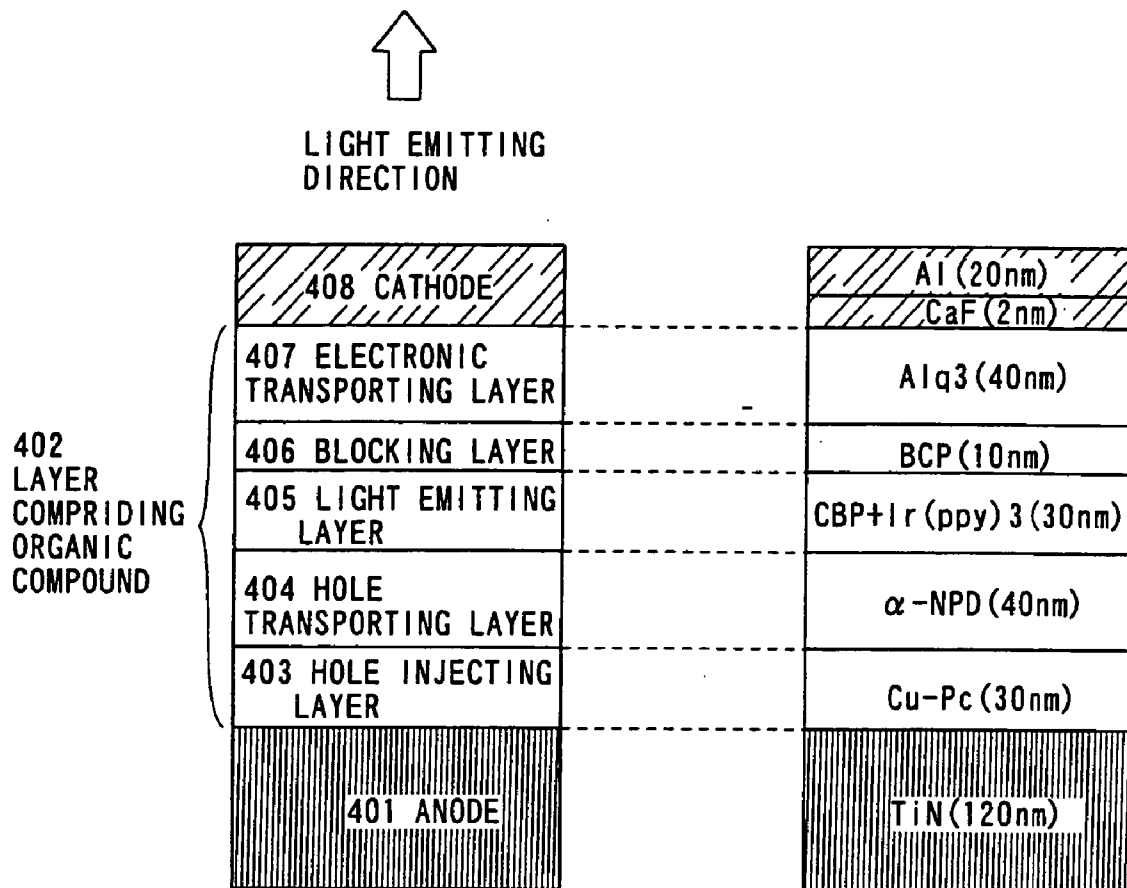 LIGHT EMITTING
DIRECTION
408 CATHODE
407 ELECTRONIC
TRANSPORTING LAYER
406 BLOCKING LAYER
405 LIGHT EMITTING
LAYER
404 HOLE
TRANSPORTING LAYER
403 HOLE INJECTING
LAYER
401 ANODE
402
LAYER
COMPRIDING
ORGANIC
COMPOUND
Al(20nm)
CaF(2nm)
Alq3(40nm)
BCP(10nm)
CBP+Ir(ppy)3(30nm)
α-NPD(40nm)
Cu-Pc(30nm)
TiN(120nm)